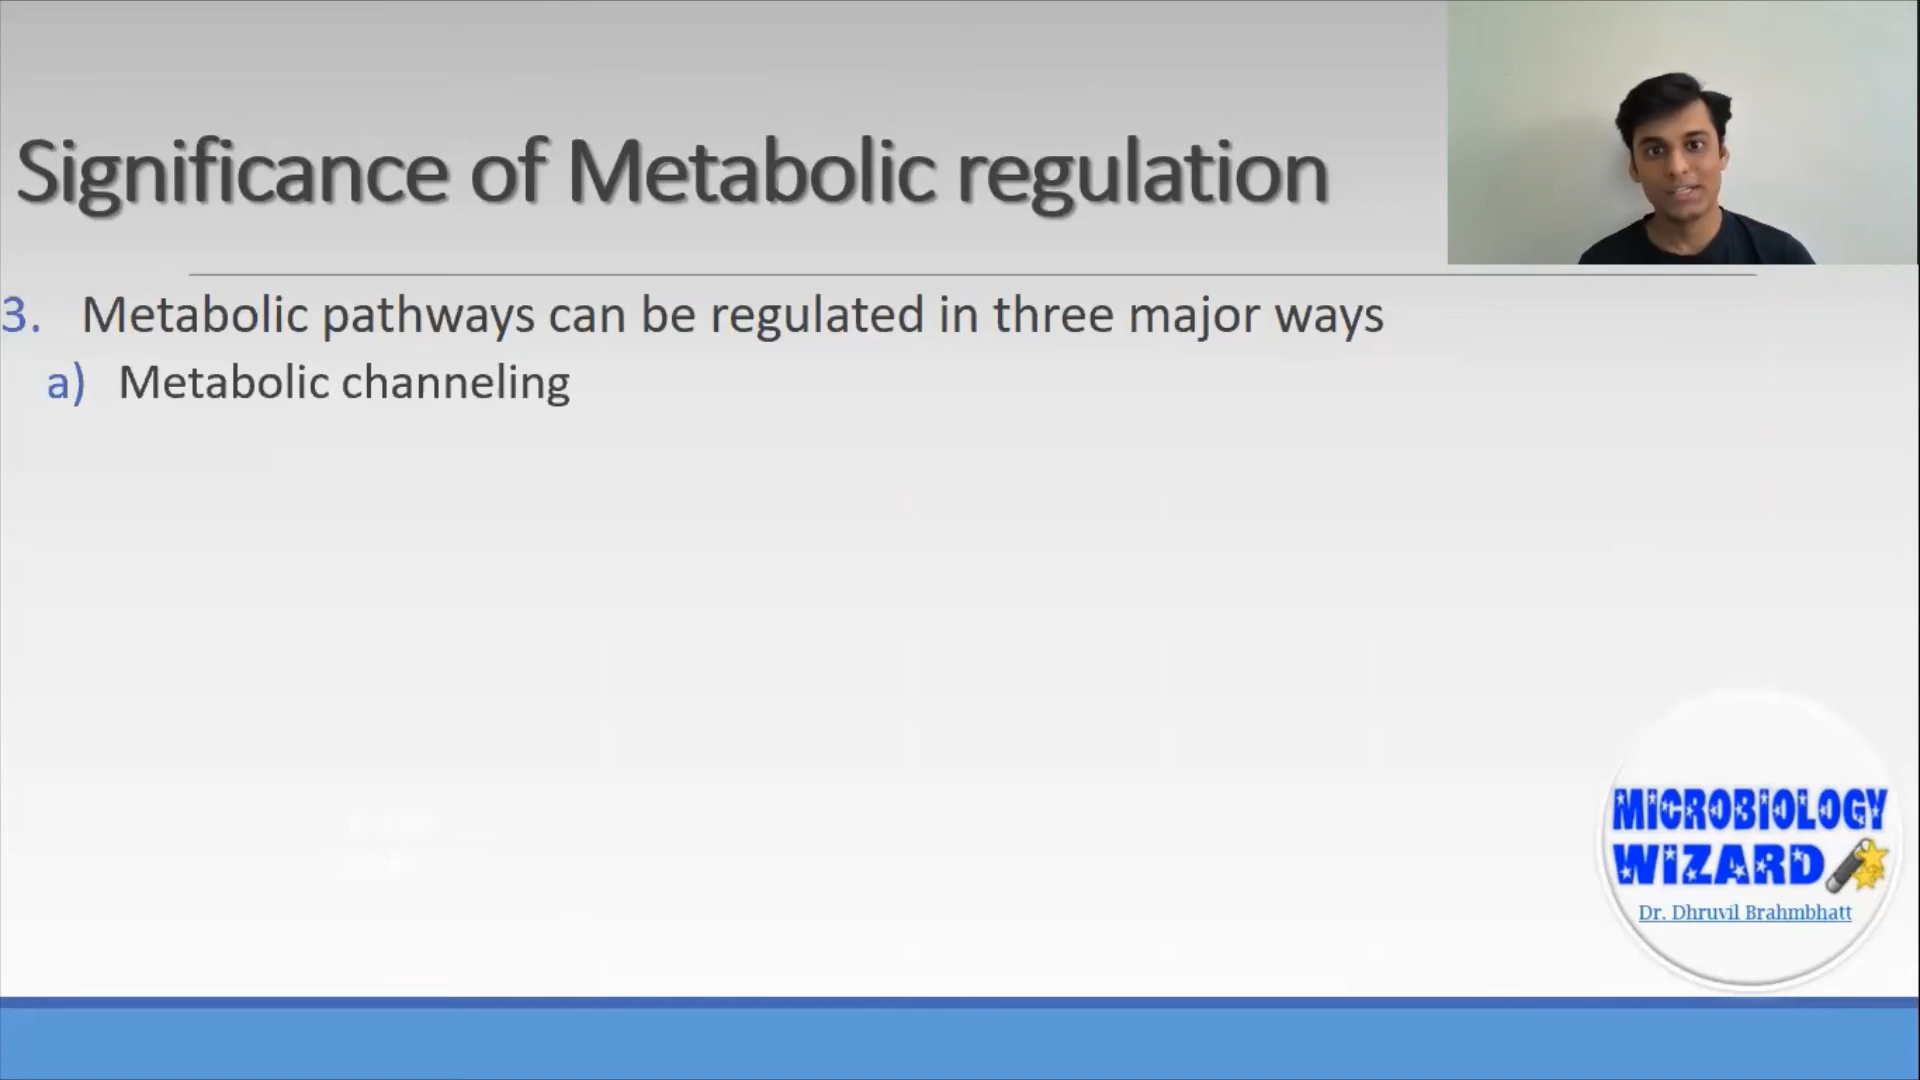 Significance of Metabolic regulation
3. Metabolic pathways can be regulated in three major ways
a) Metabolic channeling
MICROBIOLOGY
WIZARD
Dr. Dhruvil Brahmbhatt